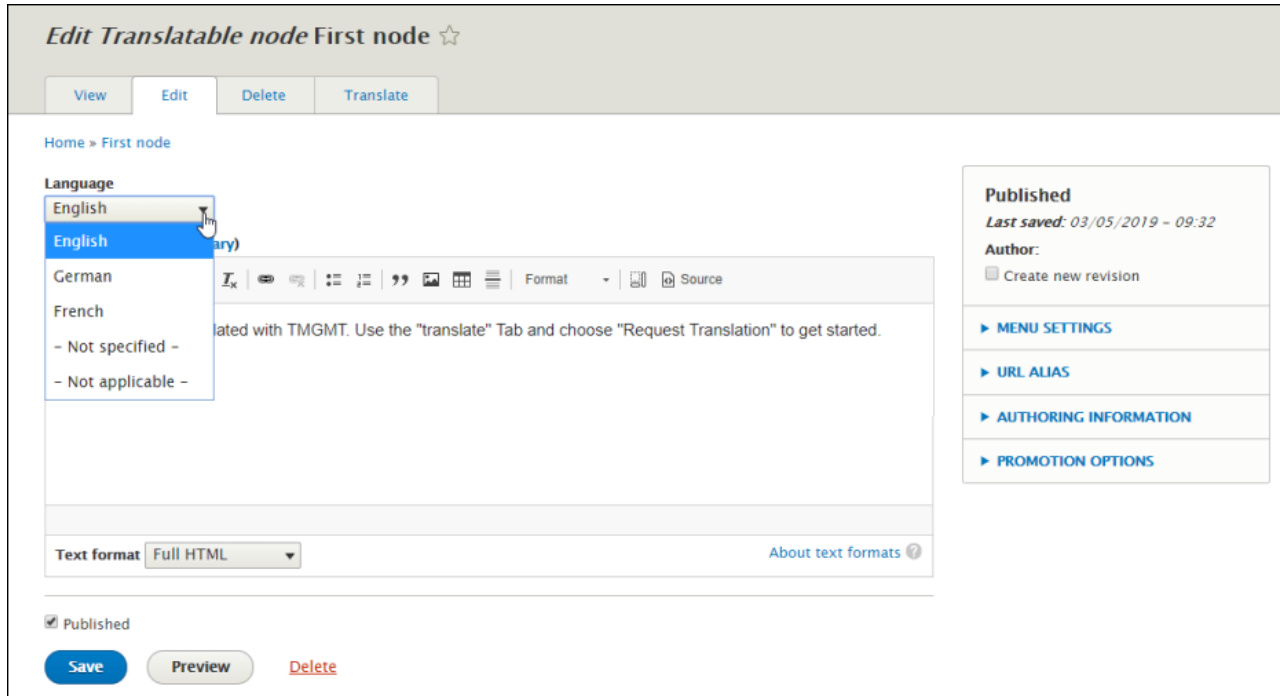 Edit Translatable node First node
View Edit Delete Translate
Home » First node
Language
English
English
German
French
- Not specified -
- Not applicable -
ary)
Format
Source
lated with TMGMT. Use the "translate" Tab and choose "Request Translation" to get started.
Text format Full HTML
About text formats ?
Published
Save Preview Delete
Published
Last saved: 03/05/2019 - 09:32
Author:
Create new revision
MENU SETTINGS
URL ALIAS
AUTHORING INFORMATION
PROMOTION OPTIONS